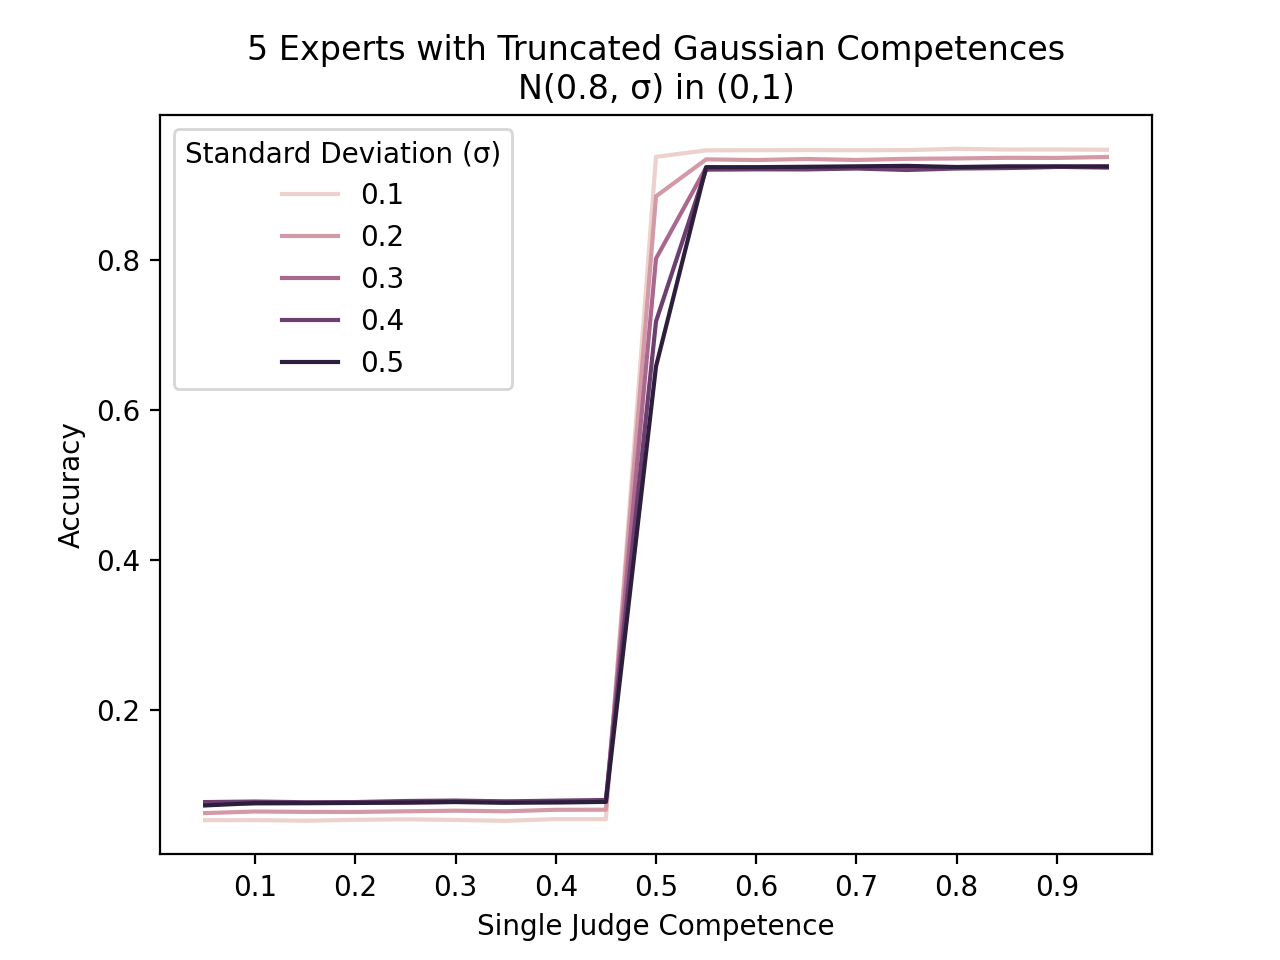 5 Experts with Truncated Gaussian Competences
N(0.8, σ) in (0,1)
Standard Deviation (σ)
0.1
0.2
0.3
0.4
0.5
Accuracy
0.8
0.6
0.4
0.2
0.1 0.2 0.3 0.4 0.5 0.6 0.7 0.8 0.9
Single Judge Competence